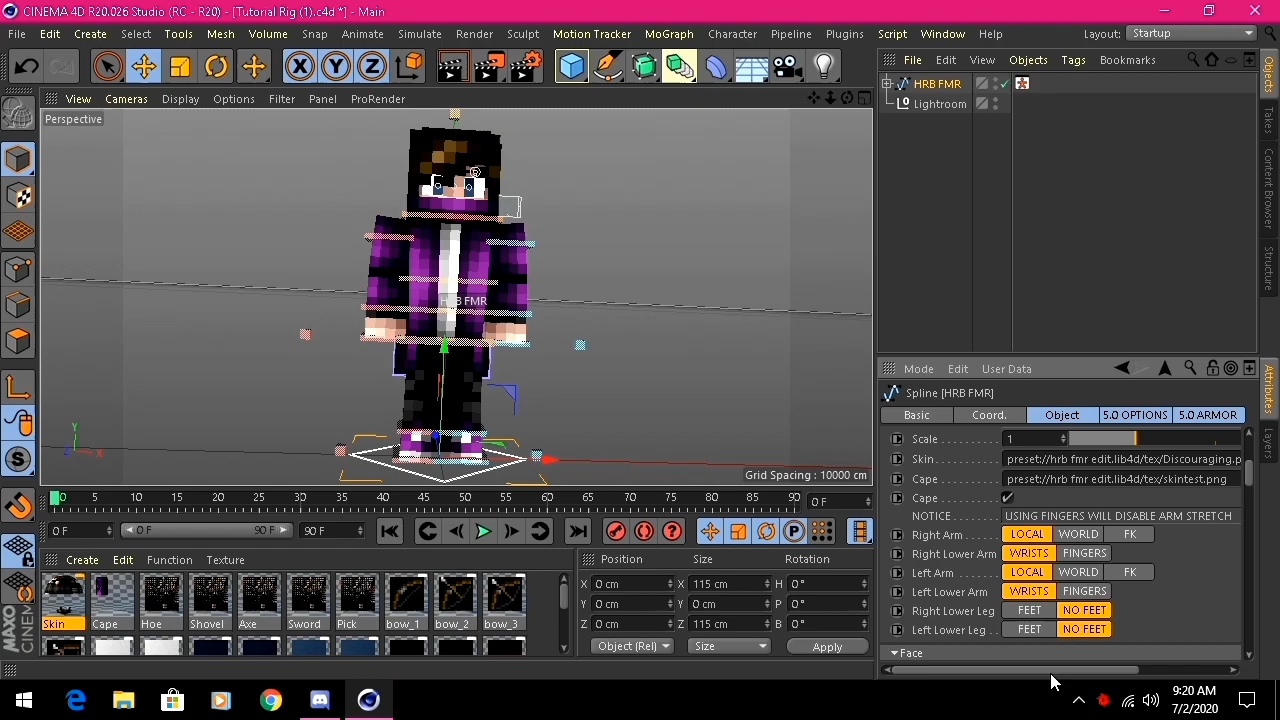 CINEMA 4D R20.026 Studio (RC - R20) - [Tutorial Rig (1).c4d *] - Main
File Edit Create Select Tools Mesh Volume Snap Animate Simulate Render Sculpt Motion Tracker MoGraph Character Pipeline Plugins Script Window Help Layout: Startup
X Y Z
File Edit View Objects Tags Bookmarks
View Cameras Display Options Filter Panel ProRender
Perspective
HRB FMR
Lightroom
Objects
Takes
Content Browser
Structure
HRB FMR
Y
X
Z
Grid Spacing : 10000 cm
Mode Edit User Data
Spline [HRB FMR]
Basic Coord. Object 5.0 OPTIONS 5.0 ARMOR
Scale 1
Skin preset://hrb fmr edit.lib4d/tex/Discouraging.p
Cape preset://hrb fmr edit.lib4d/tex/skintest.png
Cape
NOTICE USING FINGERS WILL DISABLE ARM STRETCH
Right Arm LOCAL WORLD FK
Right Lower Arm WRISTS FINGERS
Left Arm LOCAL WORLD FK
Left Lower Arm WRISTS FINGERS
Right Lower Leg FEET NO FEET
Left Lower Leg FEET NO FEET
Face
Attributes
Layers
0 5 10 15 20 25 30 35 40 45 50 55 60 65 70 75 80 85 90 0 F
0 F 0 F 90 F 90 F
Create Edit Function Texture
Skin Cape Hoe Shovel Axe Sword Pick bow_1 bow_2 bow_3
Position Size Rotation
X 0 cm X 115 cm H 0°
Y 0 cm Y 0 cm P 0°
Z 0 cm Z 115 cm B 0°
Object (Rel) Size Apply
MAXON
CINEMA 4D
9:20 AM
7/2/2020